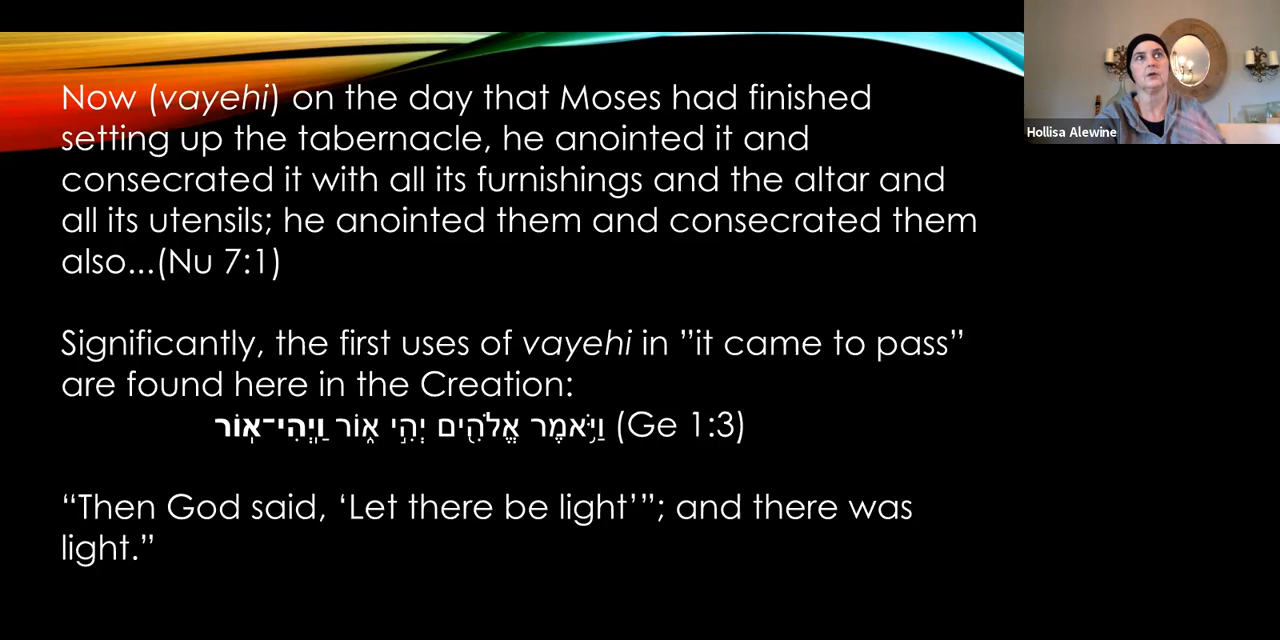 Now (vayehi) on the day that Moses had finished
setting up the tabernacle, he anointed it and
consecrated it with all its furnishings and the altar and
all its utensils; he anointed them and consecrated them
also...(Nu 7:1)
Significantly, the first uses of vayehi in ”it came to pass”
are found here in the Creation:
וַיֹּ֥אמֶר אֱלֹהִ֖ים יְהִ֣י א֑וֹר וַֽיְהִי־אֽוֹר (Ge 1:3)
“Then God said, ‘Let there be light’”; and there was
light.”
Hollisa Alewine